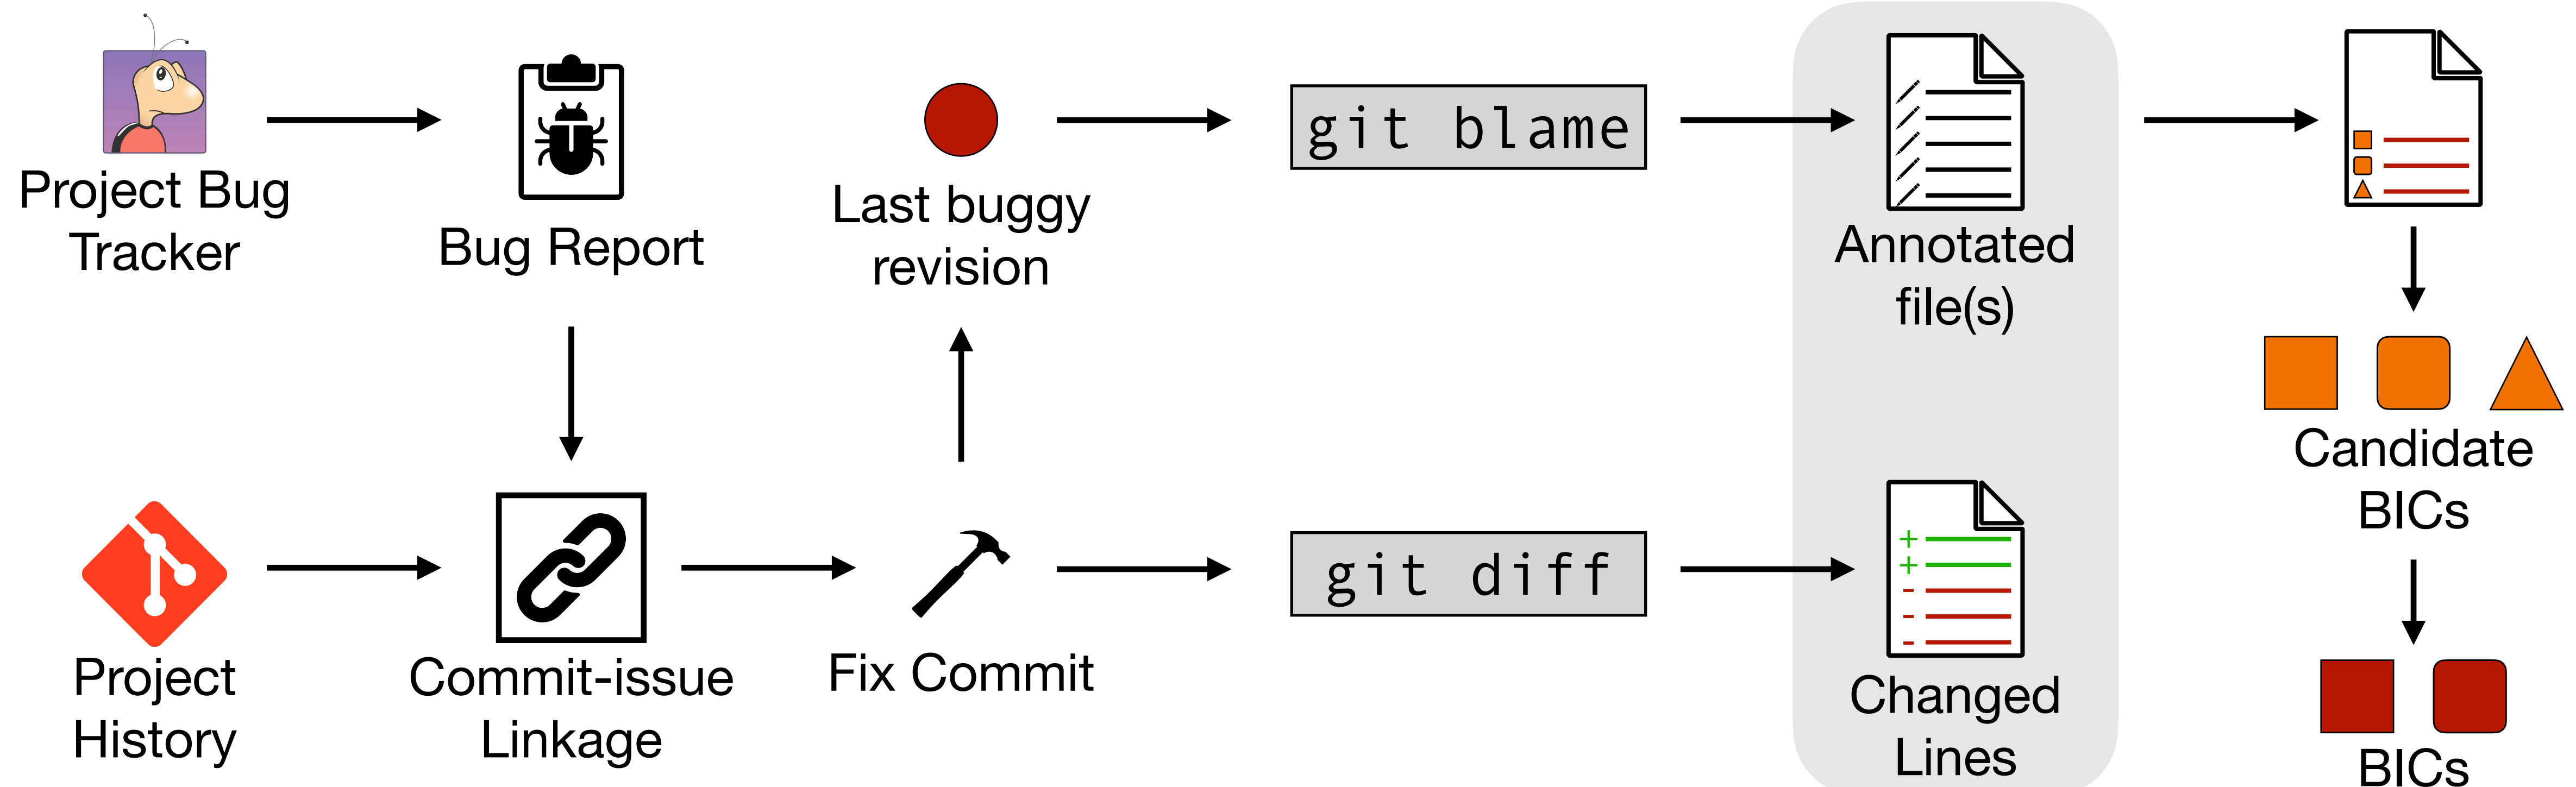 Project Bug
Tracker
Bug Report
Last buggy
revision
git blame
Annotated
file(s)
Candidate
BICs
Project
History
Commit-issue
Linkage
Fix Commit
git diff
Changed
Lines
BICs